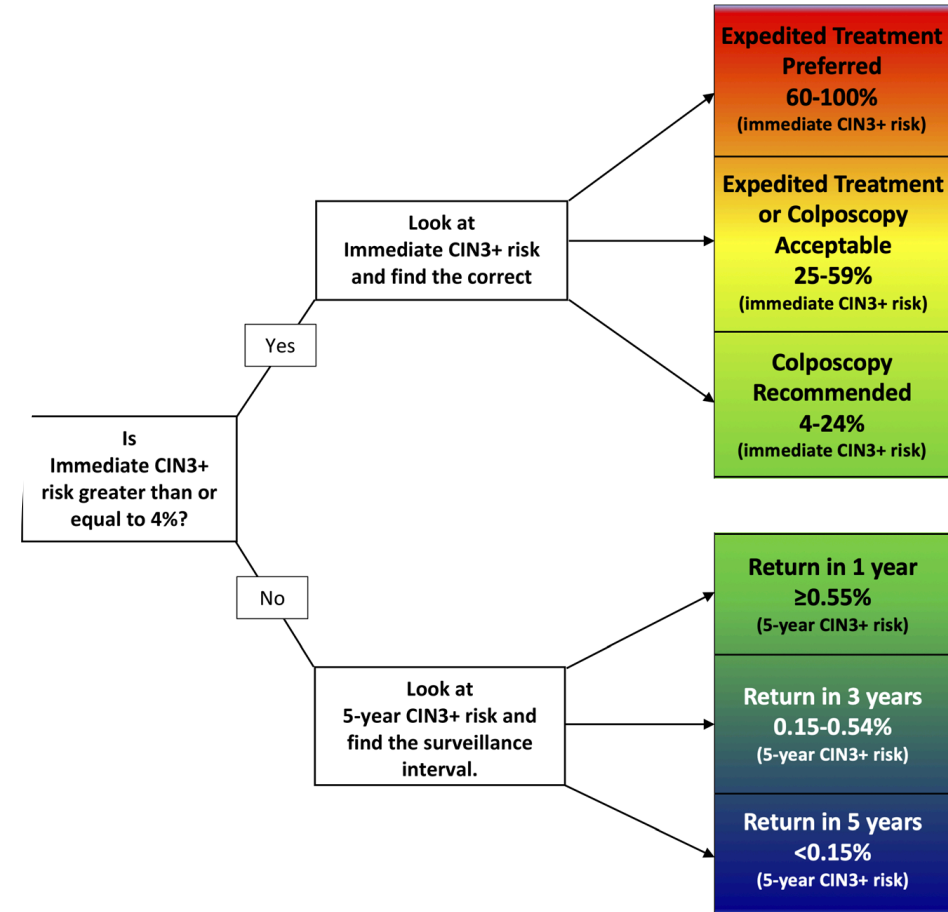 Is
Immediate CIN3+
risk greater than or
equal to 4%?
Yes
No
Look at
Immediate CIN3+ risk
and find the correct
Look at
5-year CIN3+ risk and
find the surveillance
interval.
Expedited Treatment
Preferred
60-100%
(immediate CIN3+ risk)
Expedited Treatment
or Colposcopy
Acceptable
25-59%
(immediate CIN3+ risk)
Colposcopy
Recommended
4-24%
(immediate CIN3+ risk)
Return in 1 year
≥0.55%
(5-year CIN3+ risk)
Return in 3 years
0.15-0.54%
(5-year CIN3+ risk)
Return in 5 years
<0.15%
(5-year CIN3+ risk)